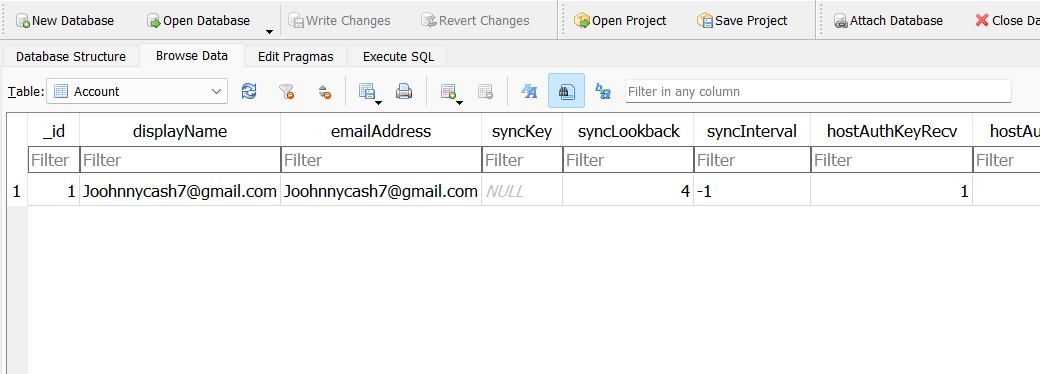 New Database Open Database Write Changes Revert Changes Open Project Save Project Attach Database Close Da
Database Structure Browse Data Edit Pragmas Execute SQL
Table: Account Filter in any column
_id displayName emailAddress syncKey syncLookback syncInterval hostAuthKeyRecv hostAu
Filter Filter Filter Filter Filter Filter Filter Filter
1 1 Joohnnycash7@gmail.com Joohnnycash7@gmail.com NULL 4 -1 1